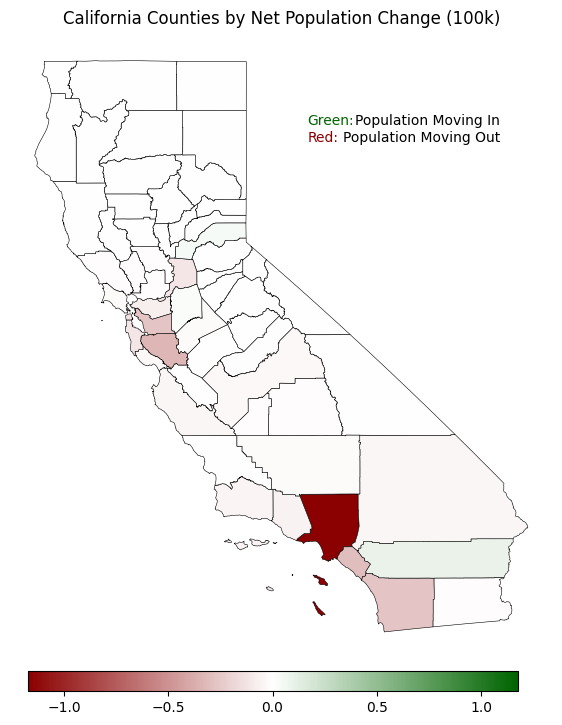 California Counties by Net Population Change (100k)
Green: Population Moving In
Red: Population Moving Out
−1.0 −0.5 0.0 0.5 1.0